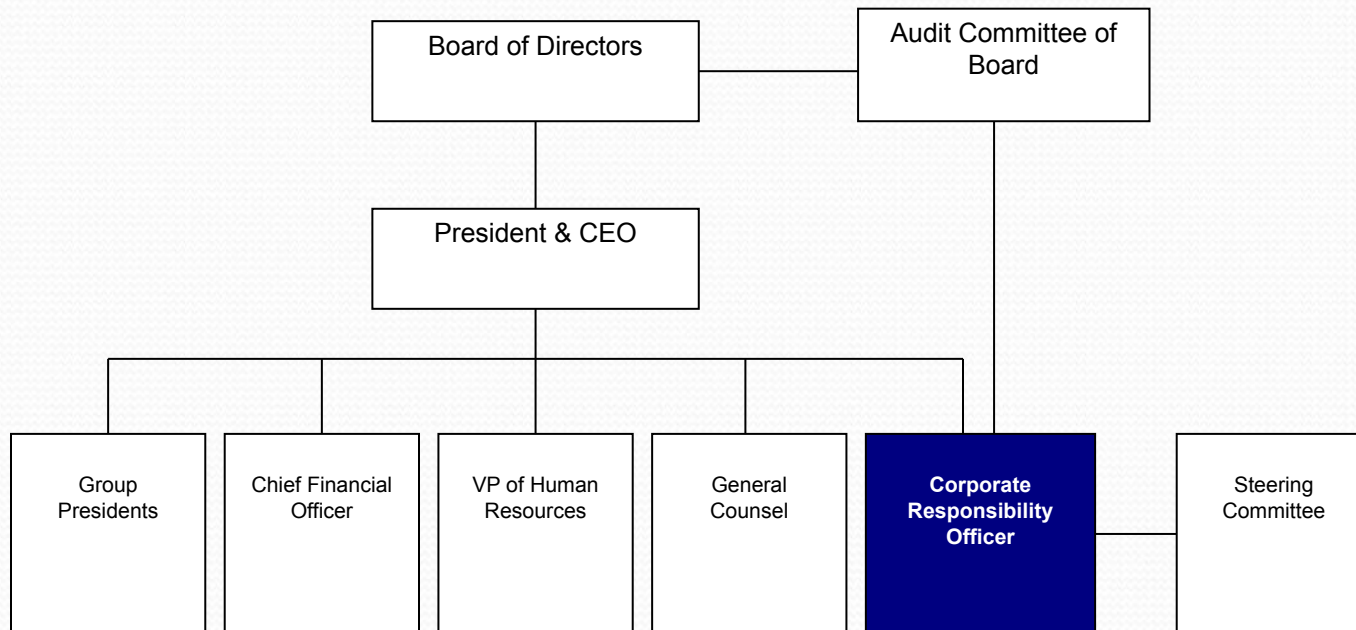 Board of Directors
Audit Committee of
Board
President & CEO
Group
Presidents
Chief Financial
Officer
VP of Human
Resources
General
Counsel
Corporate
Responsibility
Officer
Steering
Committee